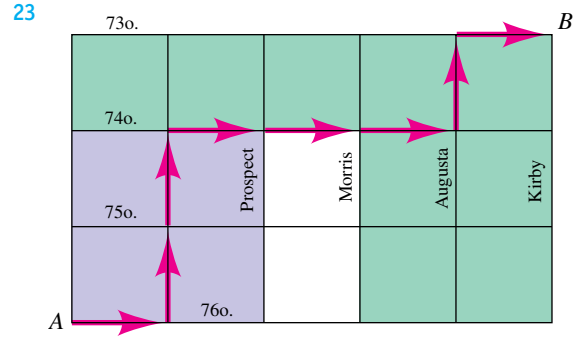 23
73o.
B
74o.
Prospect
Morris
Augusta
Kirby
75o.
76o.
A